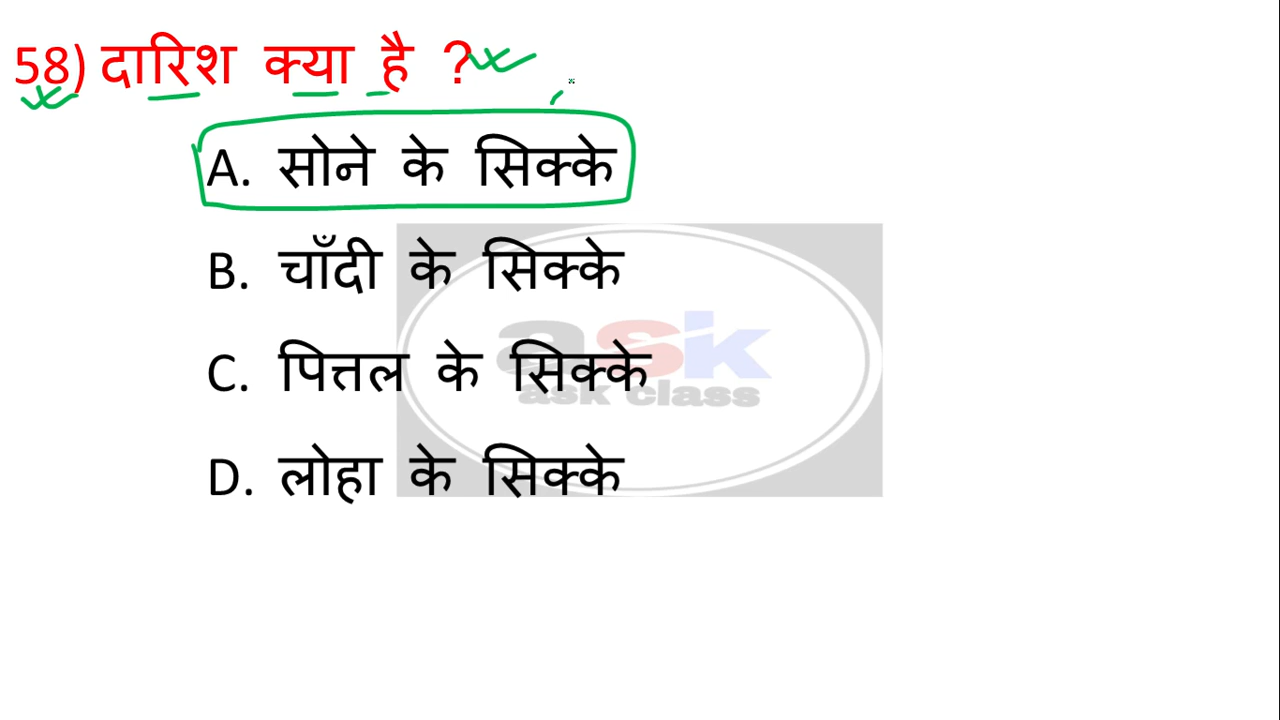 58) दारिश क्या है ?
A. सोने के सिक्के
B. चाँदी के सिक्के
C. पित्तल के सिक्के
D. लोहा के सिक्के
ask
ask class